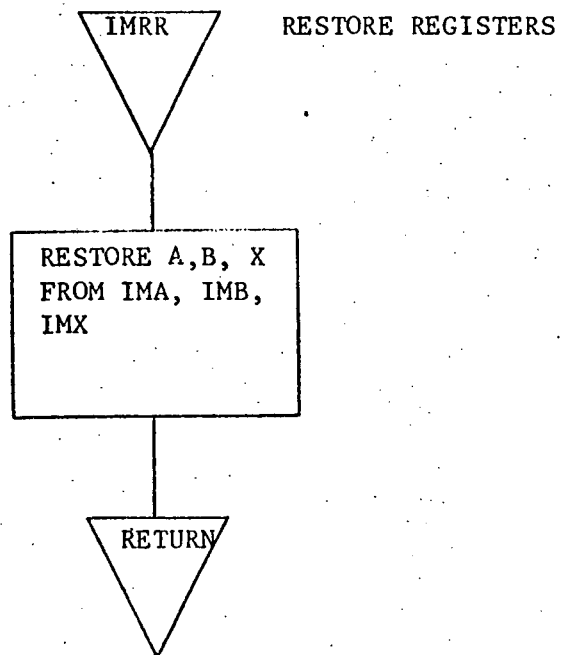 IMRR RESTORE REGISTERS
RESTORE A,B, X
FROM IMA, IMB,
IMX
RETURN